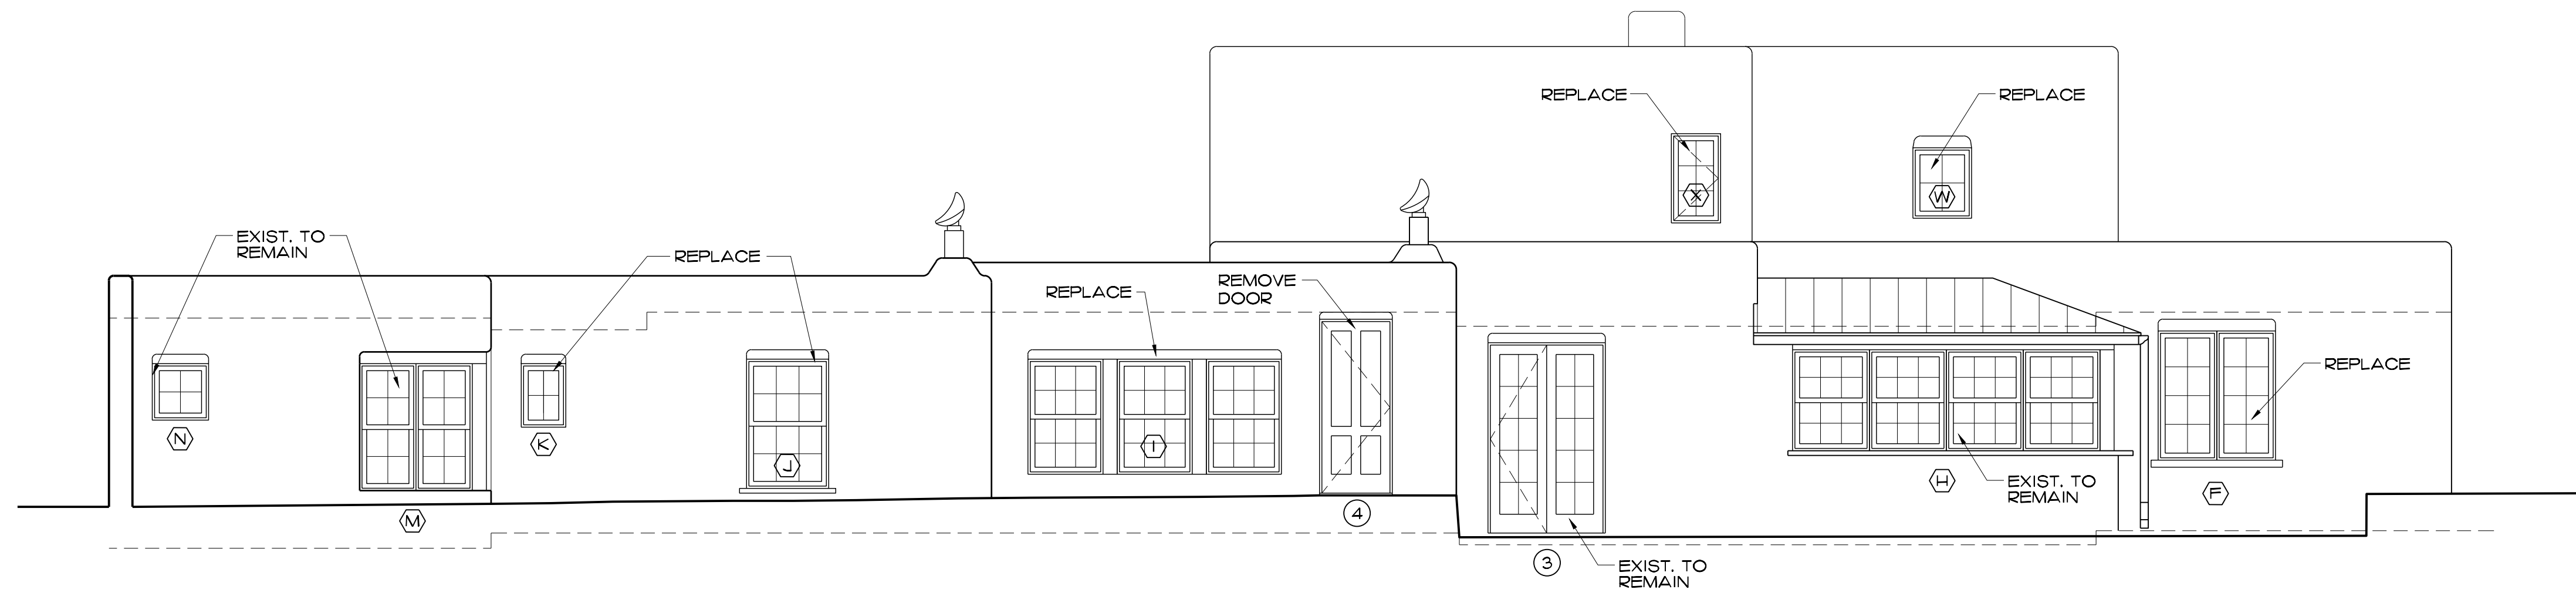 REPLACE
REPLACE
X
W
EXIST. TO
REMAIN
REPLACE
REPLACE
REMOVE
DOOR
REPLACE
N
K
J
I
H
EXIST. TO
REMAIN
F
M
4
3
EXIST. TO
REMAIN